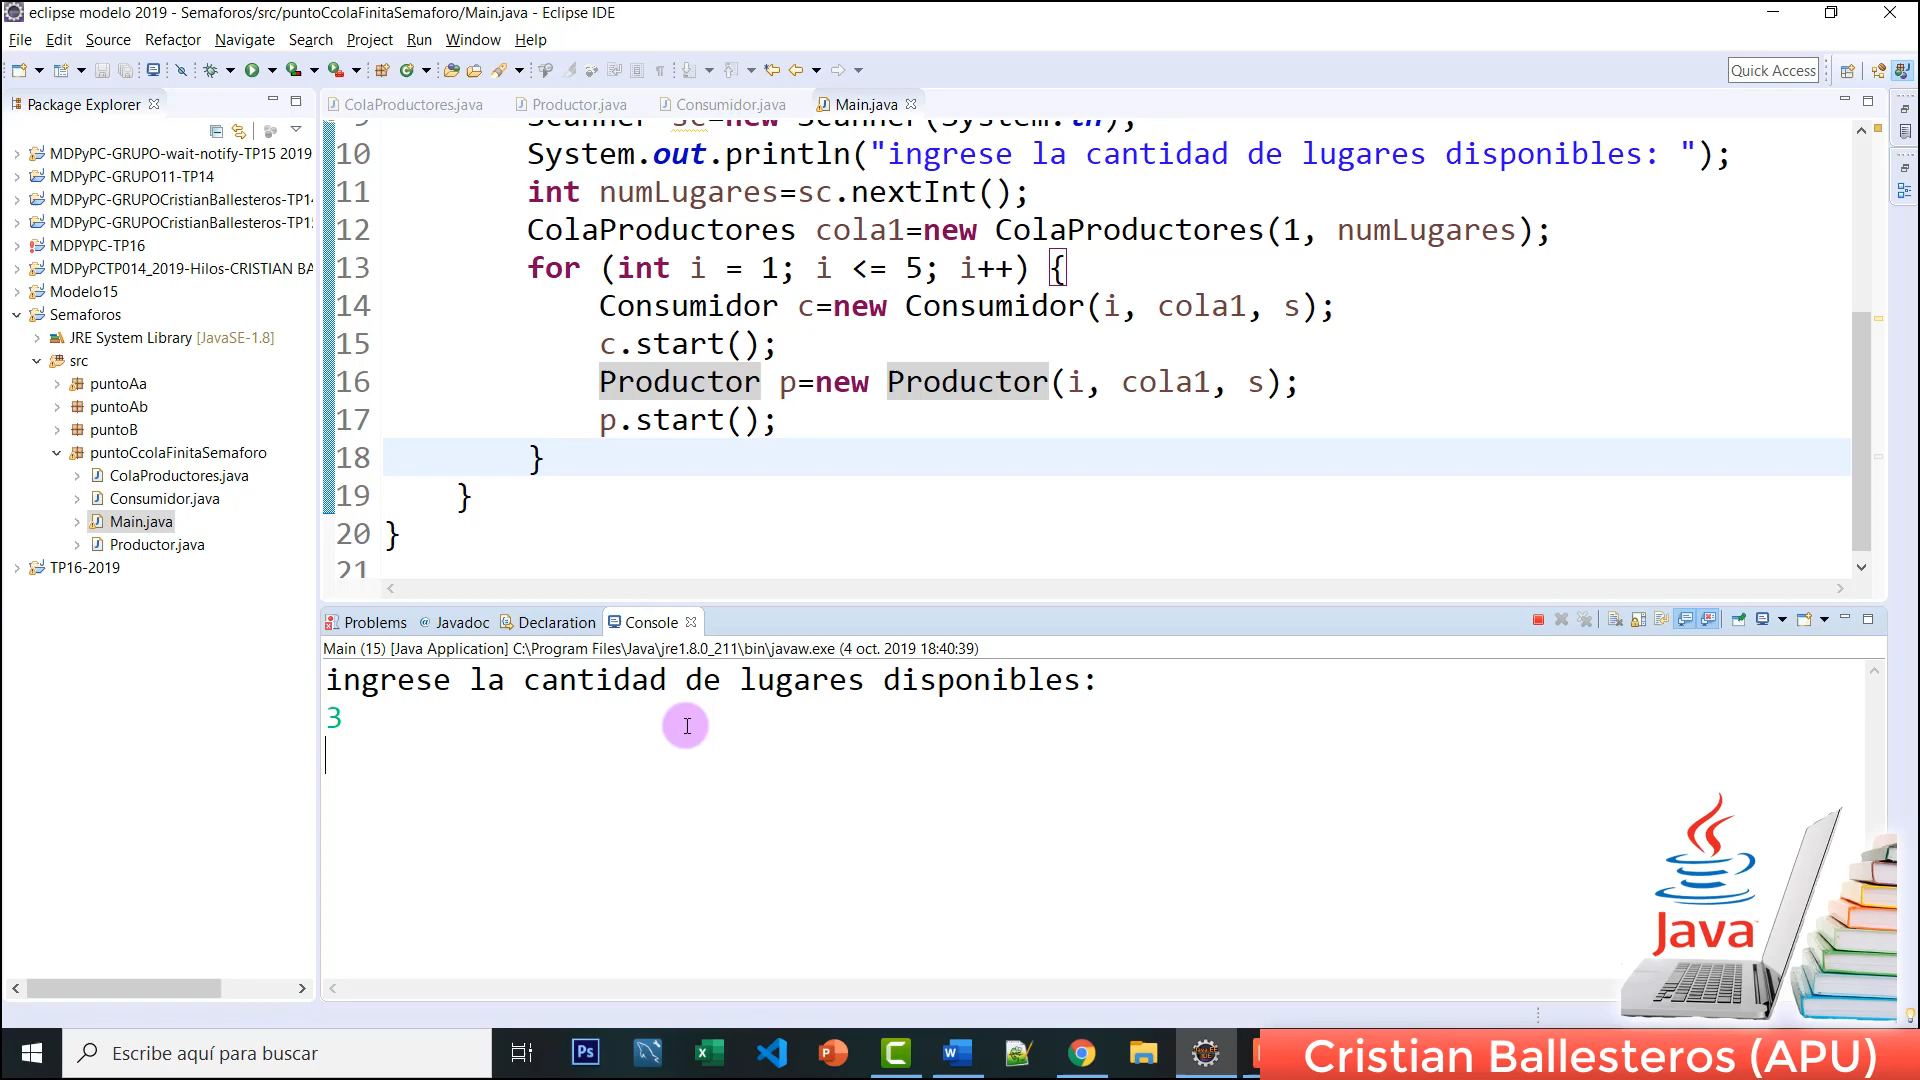 eclipse modelo 2019 - Semaforos/src/puntoCcolaFinitaSemaforo/Main.java - Eclipse IDE
File Edit Source Refactor Navigate Search Project Run Window Help
Quick Access
Package Explorer
MDPyPC-GRUPO-wait-notify-TP15 2019
MDPyPC-GRUPO11-TP14
MDPyPC-GRUPOCristianBallesteros-TP14
MDPyPC-GRUPOCristianBallesteros-TP1
MDPYPC-TP16
MDPyPCTP014_2019-Hilos-CRISTIAN BA
Modelo15
Semaforos
JRE System Library [JavaSE-1.8]
src
puntoAa
puntoAb
puntoB
puntoCcolaFinitaSemaforo
ColaProductores.java
Consumidor.java
Main.java
Productor.java
TP16-2019
ColaProductores.java Productor.java Consumidor.java Main.java
9 Scanner sc=new Scanner(System.in);
10 System.out.println("ingrese la cantidad de lugares disponibles: ");
11 int numLugares=sc.nextInt();
12 ColaProductores cola1=new ColaProductores(1, numLugares);
13 for (int i = 1; i <= 5; i++) {
14 Consumidor c=new Consumidor(i, cola1, s);
15 c.start();
16 Productor p=new Productor(i, cola1, s);
17 p.start();
18 }
19 }
20 }
21
Problems @ Javadoc Declaration Console
Main (15) [Java Application] C:\Program Files\Java\jre1.8.0_211\bin\javaw.exe (4 oct. 2019 18:40:39)
ingrese la cantidad de lugares disponibles:
3
Java
Escribe aquí para buscar
Cristian Ballesteros (APU)